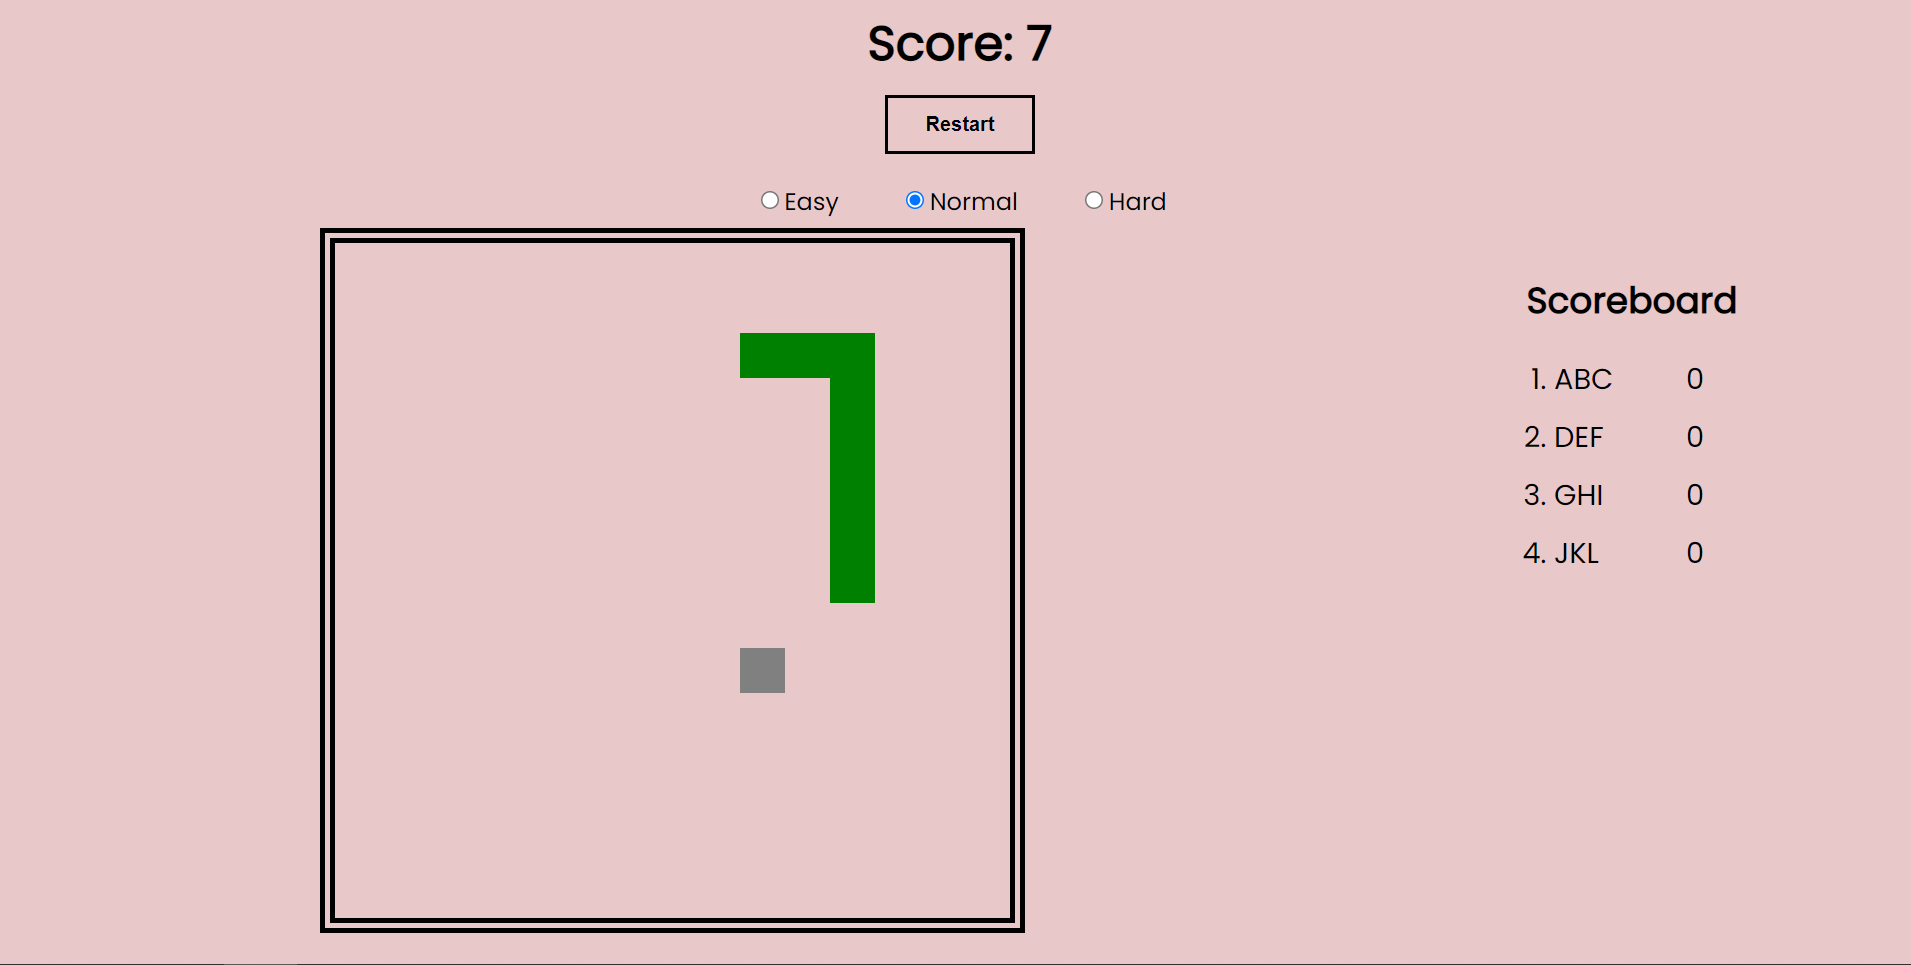 Score: 7
Restart
Easy Normal Hard
Scoreboard
1. ABC 0
2. DEF 0
3. GHI 0
4. JKL 0